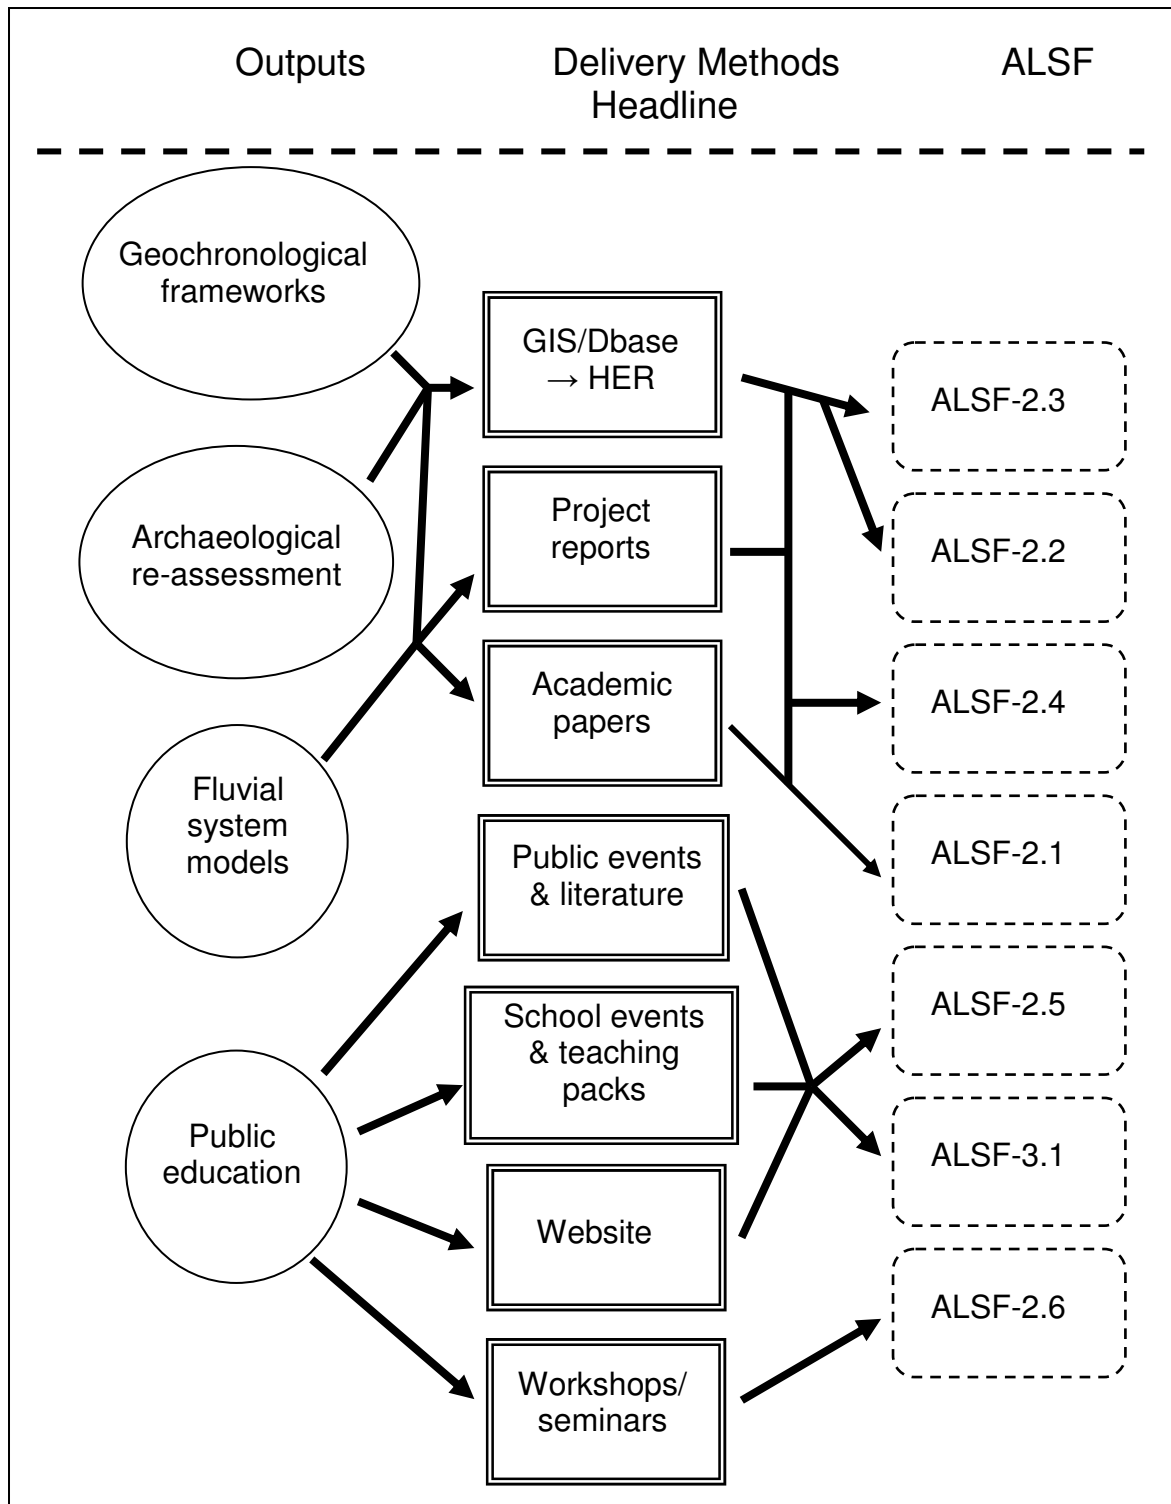 Outputs
Delivery Methods
Headline
ALSF
Geochronological
frameworks
Archaeological
re-assessment
Fluvial
system
models
Public
education
GIS/Dbase
→ HER
Project
reports
Academic
papers
Public events
& literature
School events
& teaching
packs
Website
Workshops/
seminars
ALSF-2.3
ALSF-2.2
ALSF-2.4
ALSF-2.1
ALSF-2.5
ALSF-3.1
ALSF-2.6